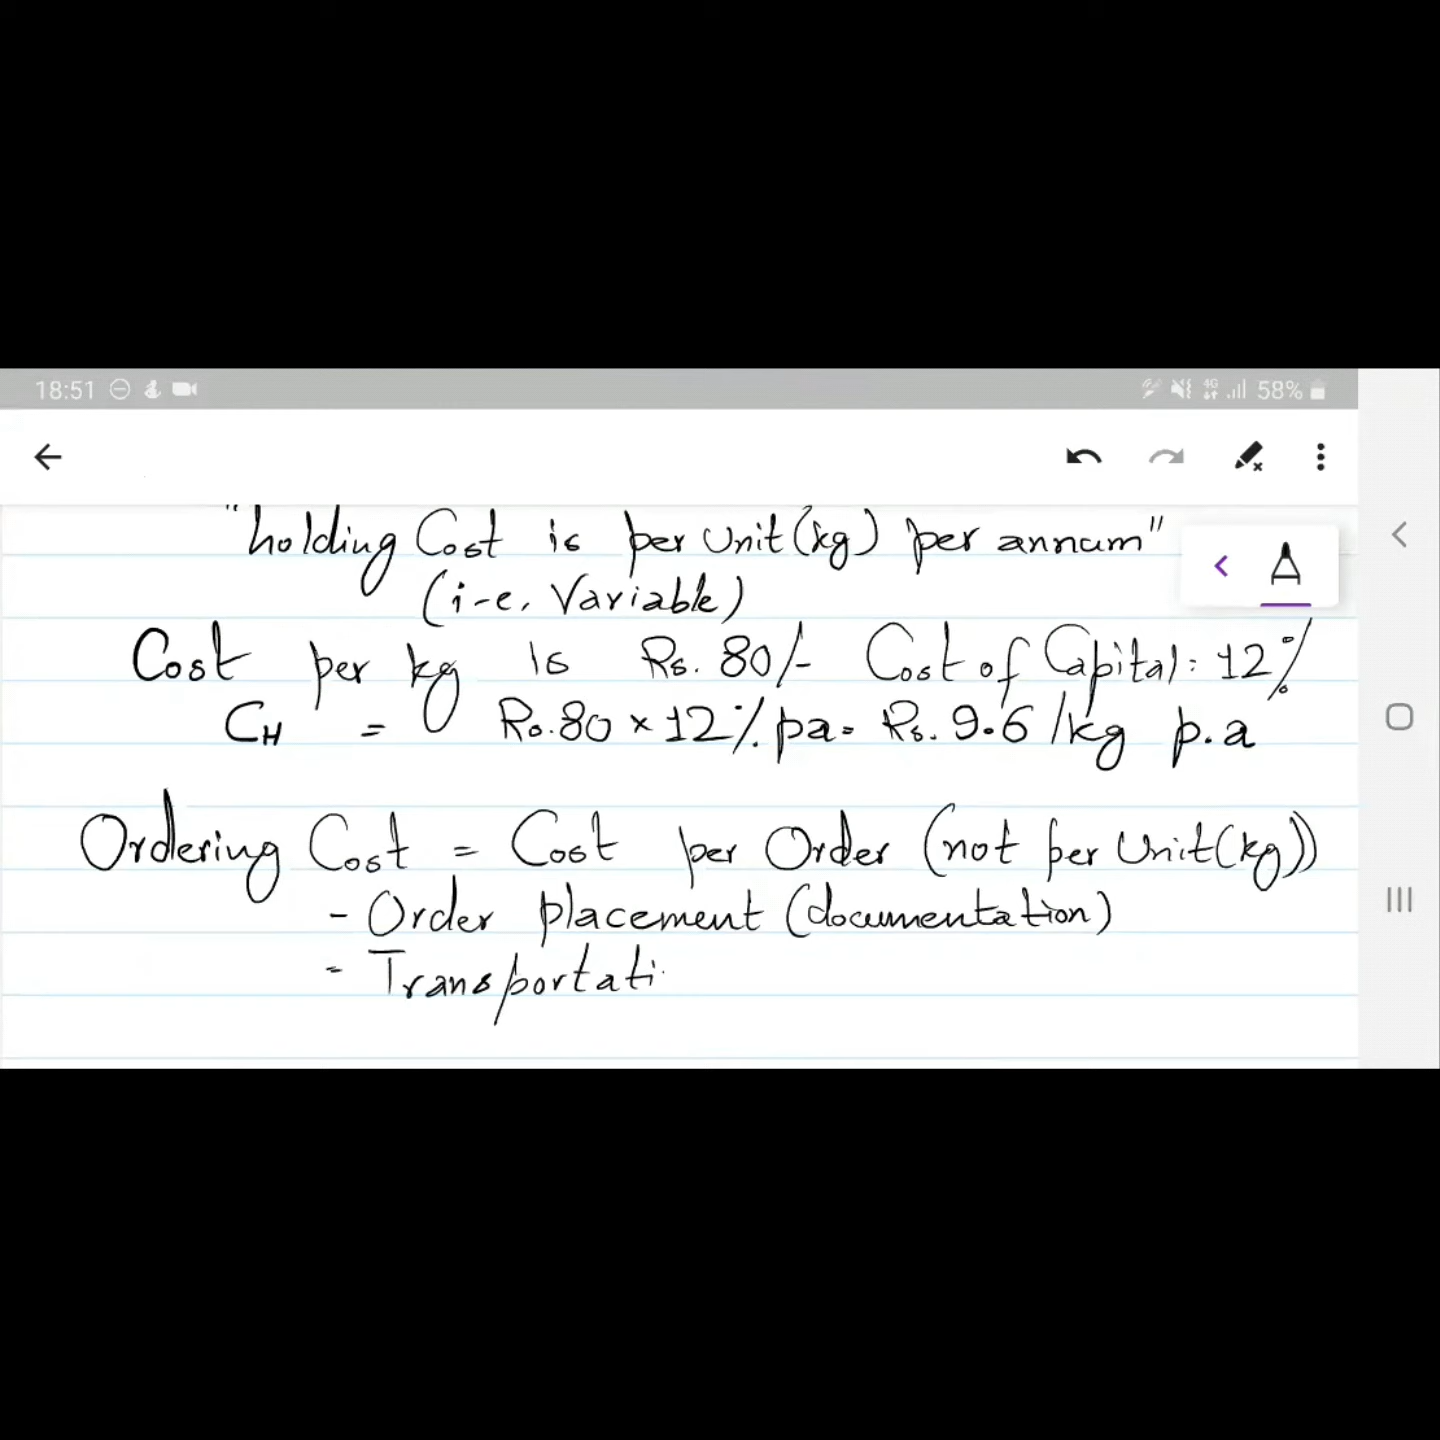 18:51
4G 58%
"holding Cost is per Unit(kg) per annum"
(i-e. Variable)
Cost per kg is Rs. 80/- Cost of Capital: 12%
CH = Rs. 80 × 12% pa = Rs. 9.6 /kg p.a
Ordering Cost = Cost per Order (not per Unit(kg))
- Order placement (documentation)
- Transportati